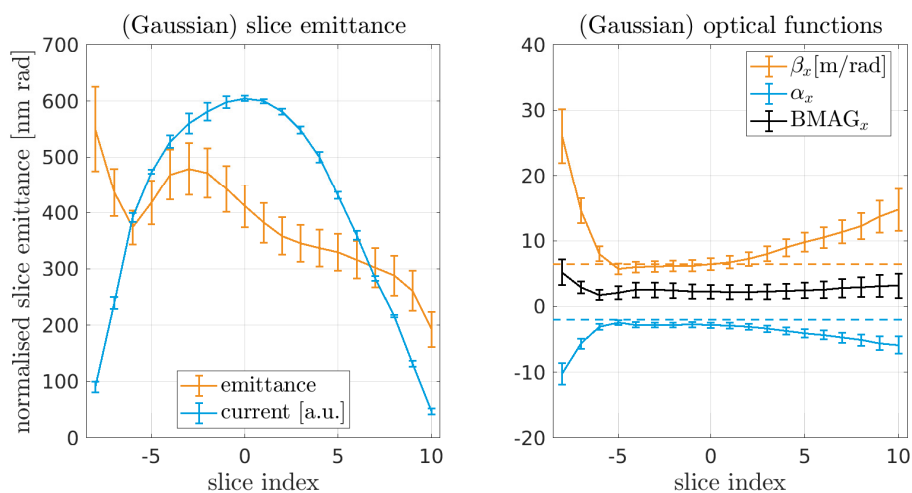 (Gaussian) slice emittance
normalised slice emittance [nm rad]
700
600
500
400
300
200
100
0
-5
0
5
10
slice index
emittance
current [a.u.]
(Gaussian) optical functions
40
30
20
10
0
-10
-20
-5
0
5
10
slice index
βₓ[m/rad]
αₓ
BMAGₓ